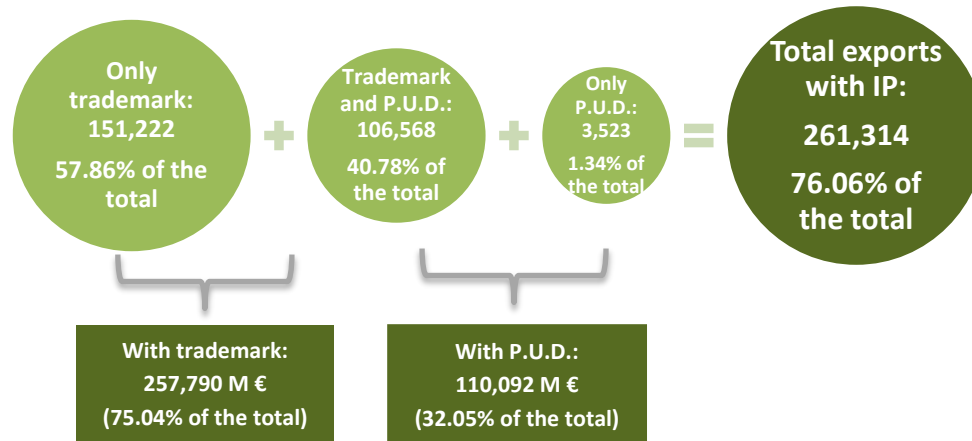 Only
trademark:
151,222
57.86% of the
total
Trademark
and P.U.D.:
106,568
40.78% of
the total
Only
P.U.D.:
3,523
1.34% of
the total
Total exports
with IP:
261,314
76.06% of
the total
With trademark:
257,790 M €
(75.04% of the total)
With P.U.D.:
110,092 M €
(32.05% of the total)